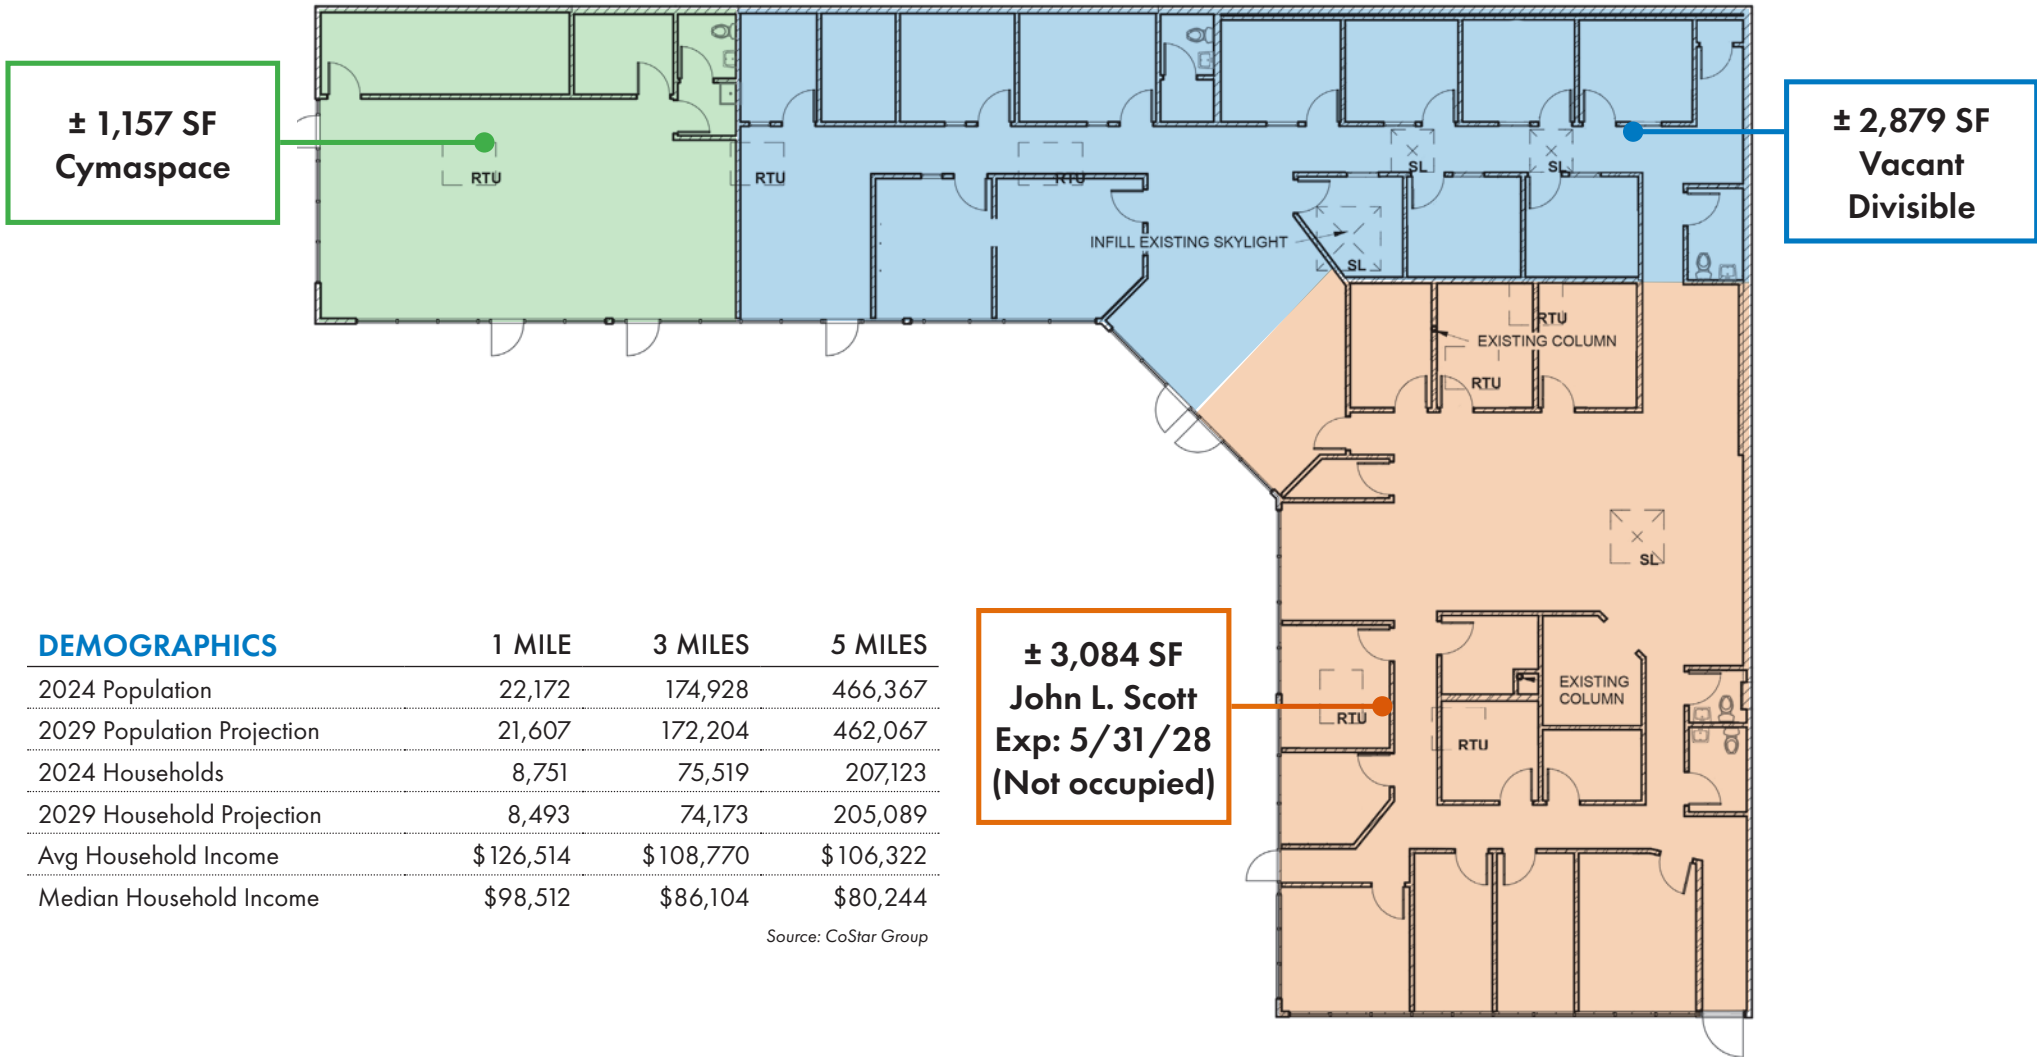 ± 1,157 SF
Cymaspace
± 2,879 SF
Vacant
Divisible
RTU
RTU
RTU
SL
SL
INFILL EXISTING SKYLIGHT
SL
RTU
EXISTING COLUMN
RTU
SL
± 3,084 SF
John L. Scott
Exp: 5/31/28
(Not occupied)
EXISTING
COLUMN
RTU
RTU
DEMOGRAPHICS 1 MILE 3 MILES 5 MILES
2024 Population 22,172 174,928 466,367
2029 Population Projection 21,607 172,204 462,067
2024 Households 8,751 75,519 207,123
2029 Household Projection 8,493 74,173 205,089
Avg Household Income $126,514 $108,770 $106,322
Median Household Income $98,512 $86,104 $80,244
Source: CoStar Group